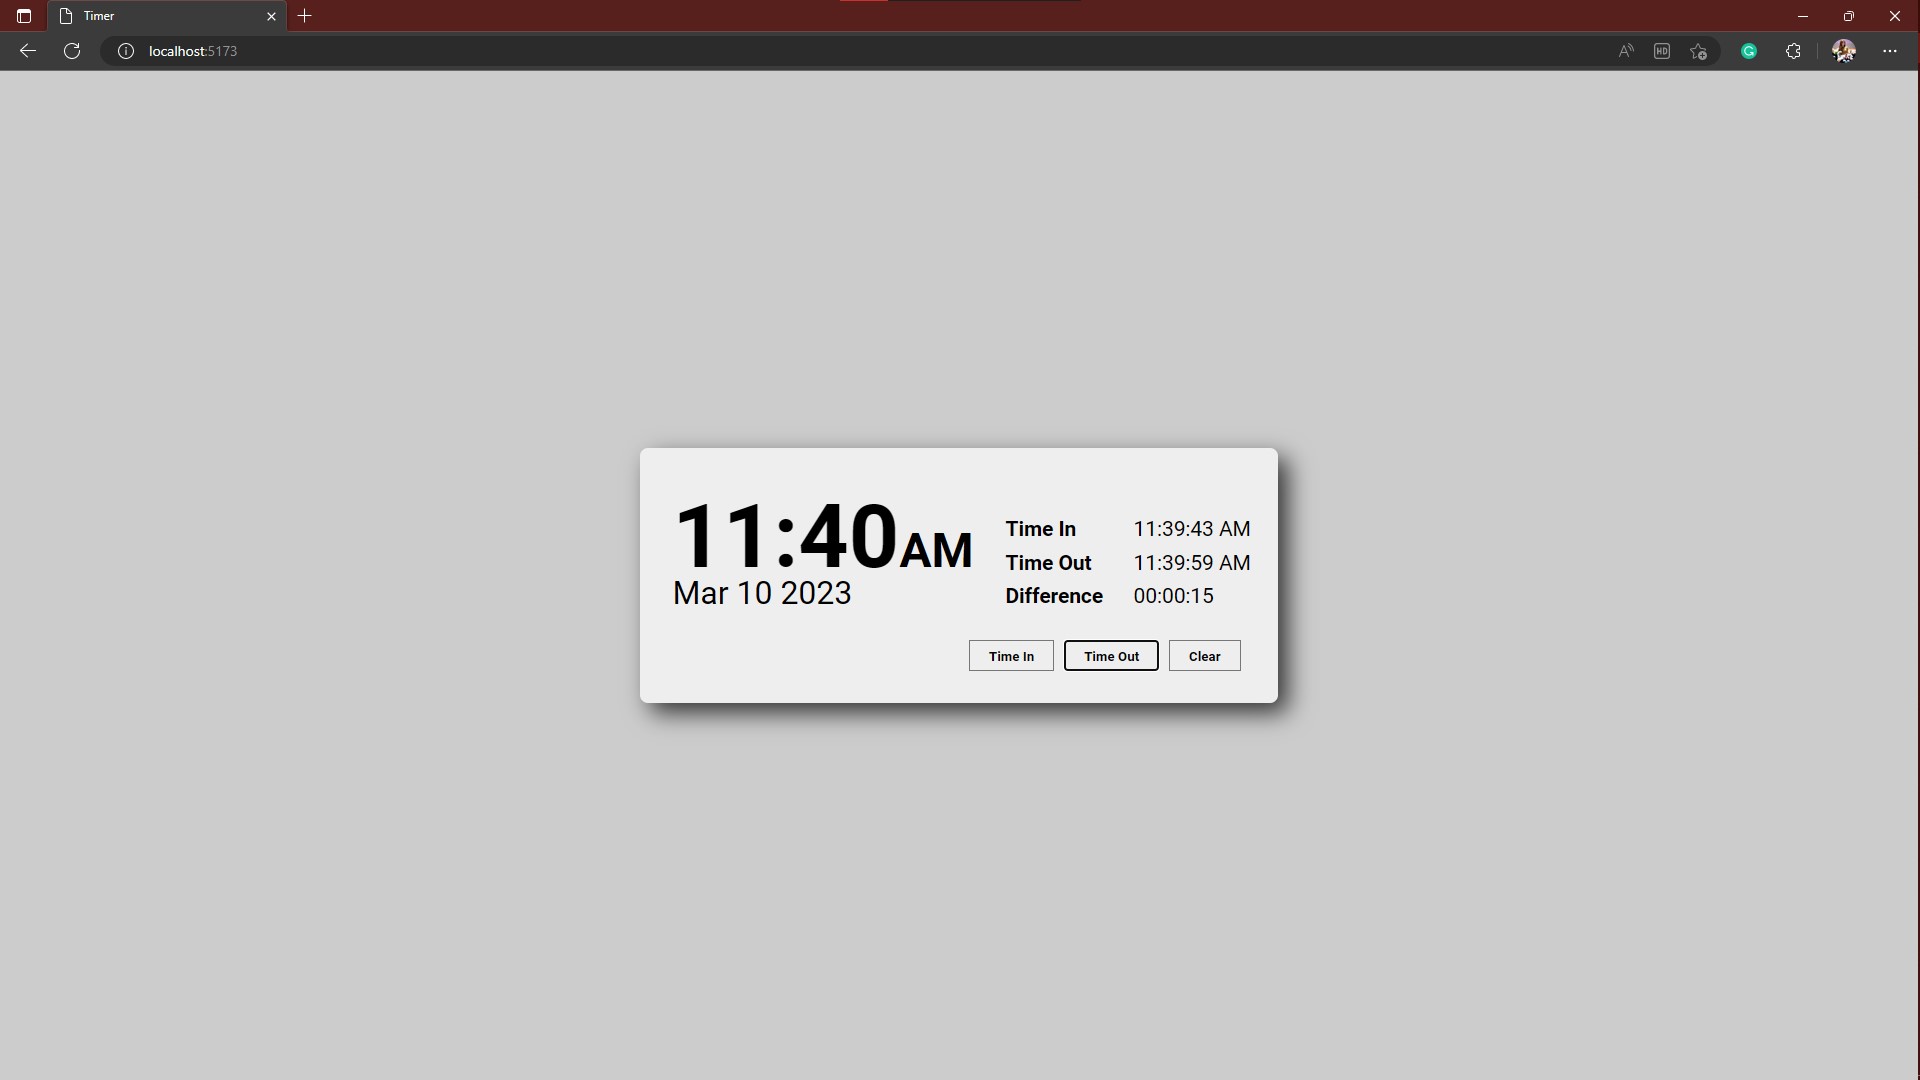 Timer
localhost:5173
HD
11:40AM
Mar 10 2023
Time In 11:39:43 AM
Time Out 11:39:59 AM
Difference 00:00:15
Time In Time Out Clear